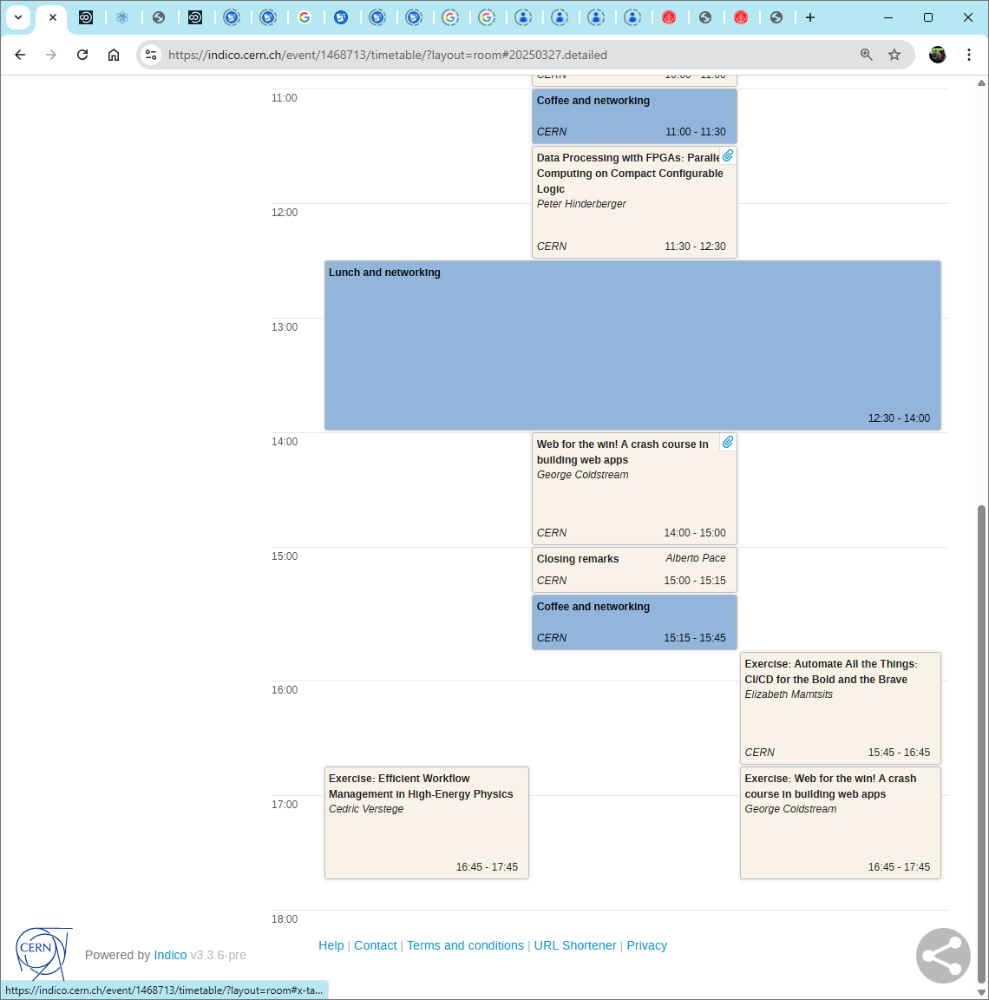 https://indico.cern.ch/event/1468713/timetable/?layout=room#20250327.detailed
CERN 10:00 - 11:00
11:00
Coffee and networking
CERN 11:00 - 11:30
Data Processing with FPGAs: Paralle
Computing on Compact Configurable
Logic
Peter Hinderberger
12:00
CERN 11:30 - 12:30
Lunch and networking
13:00
12:30 - 14:00
14:00
Web for the win! A crash course in
building web apps
George Coldstream
CERN 14:00 - 15:00
15:00
Closing remarks Alberto Pace
CERN 15:00 - 15:15
Coffee and networking
CERN 15:15 - 15:45
Exercise: Automate All the Things:
CI/CD for the Bold and the Brave
Elizabeth Mamtsits
16:00
CERN 15:45 - 16:45
Exercise: Efficient Workflow
Management in High-Energy Physics
Cedric Verstege
16:45 - 17:45
Exercise: Web for the win! A crash
course in building web apps
George Coldstream
16:45 - 17:45
17:00
18:00
CERN
Powered by Indico v3.3.6-pre
Help | Contact | Terms and conditions | URL Shortener | Privacy
https://indico.cern.ch/event/1468713/timetable/?layout=room#x-ta...